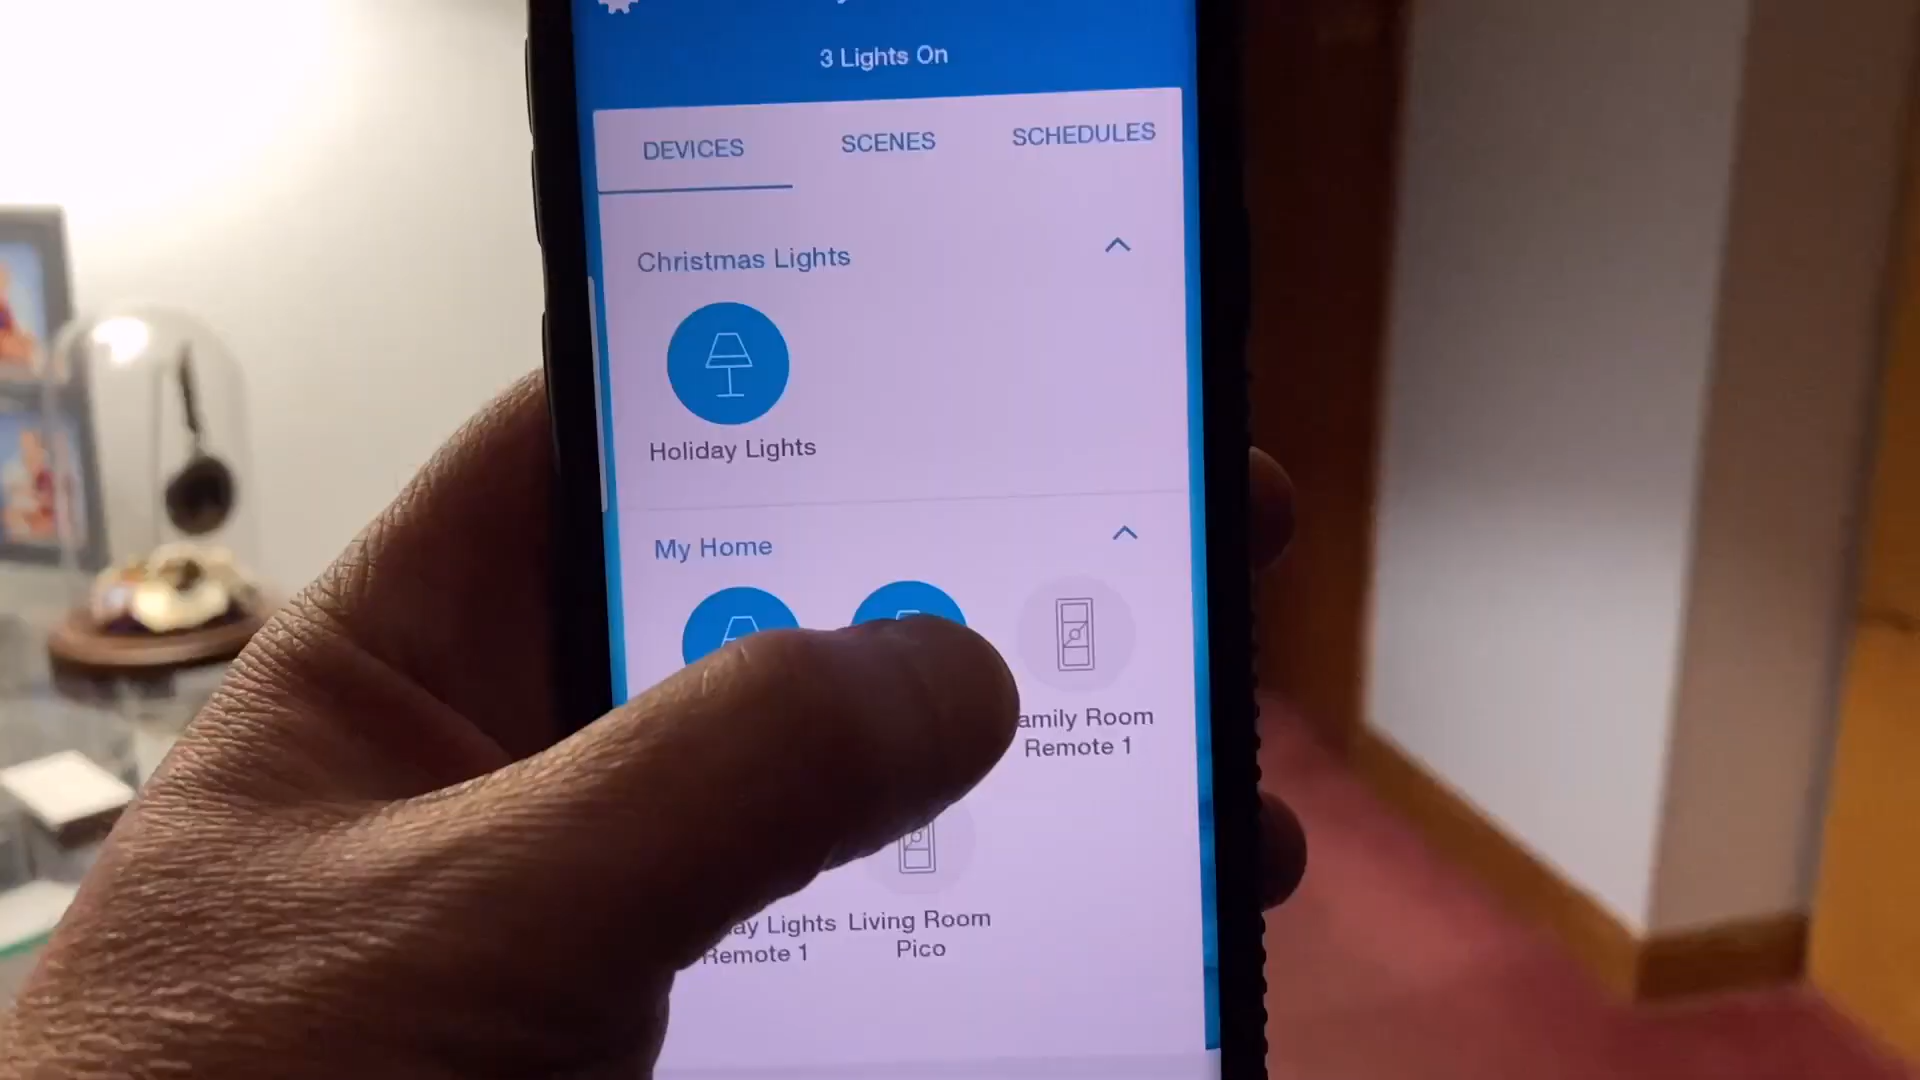 3 Lights On
DEVICES SCENES SCHEDULES
Christmas Lights
Holiday Lights
My Home
amily Room
Remote 1
ay Lights Living Room
Remote 1 Pico